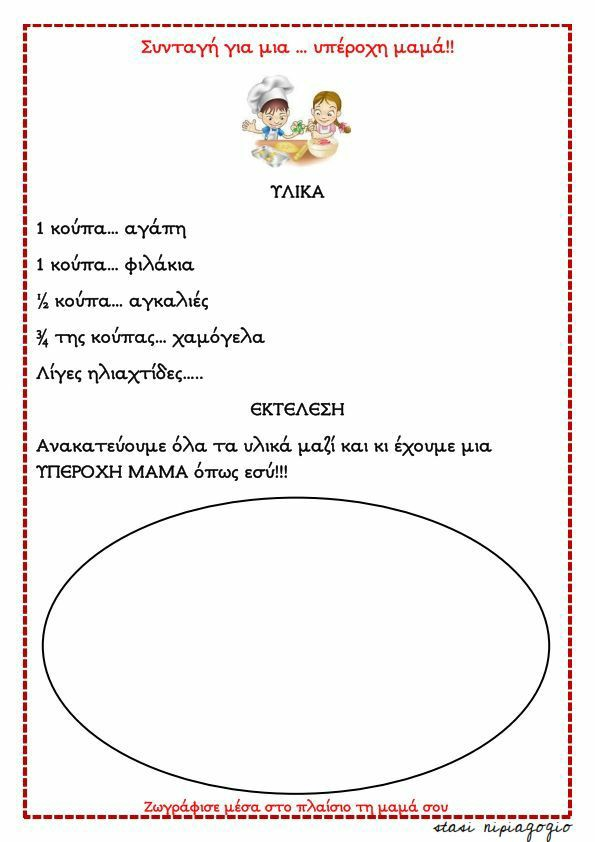 Συνταγή για μια ... υπέροχη μαμά!!
ΥΛΙΚΑ
1 κούπα... αγάπη
1 κούπα... φιλάκια
½ κούπα... αγκαλιές
¾ της κούπας... χαμόγελα
Λίγες ηλιαχτίδες.....
ΕΚΤΕΛΕΣΗ
Ανακατεύουμε όλα τα υλικά μαζί και κι έχουμε μια
ΥΠΕΡΟΧΗ ΜΑΜΑ όπως εσύ!!!
Ζωγράφισε μέσα στο πλαίσιο τη μαμά σου
stasi nipiagogio